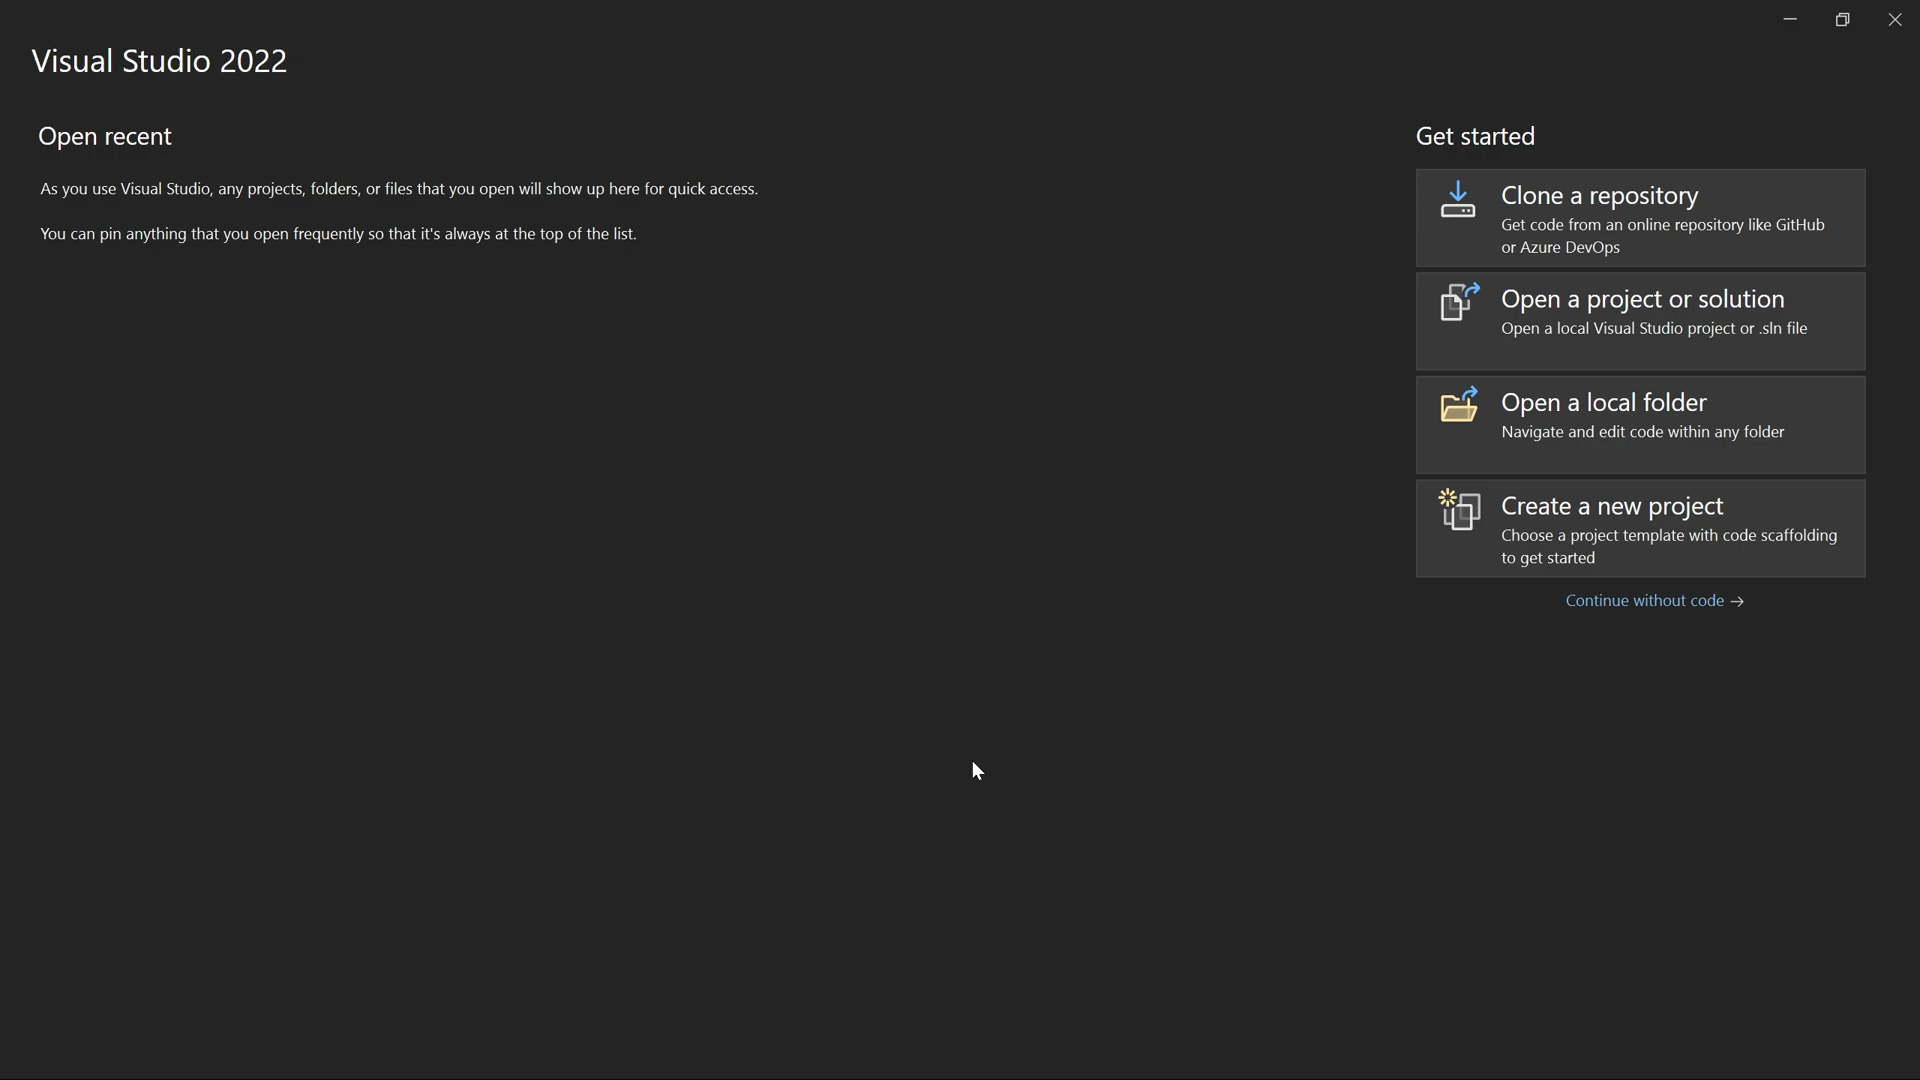 Visual Studio 2022
Open recent
As you use Visual Studio, any projects, folders, or files that you open will show up here for quick access.
You can pin anything that you open frequently so that it's always at the top of the list.
Get started
Clone a repository
Get code from an online repository like GitHub
or Azure DevOps
Open a project or solution
Open a local Visual Studio project or .sln file
Open a local folder
Navigate and edit code within any folder
Create a new project
Choose a project template with code scaffolding
to get started
Continue without code →